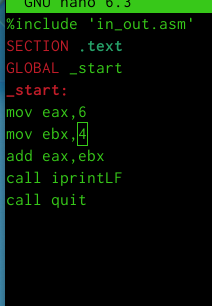 GNU nano 6.3
%include 'in_out.asm'
SECTION .text
GLOBAL _start
_start:
mov eax,6
mov ebx,4
add eax,ebx
call iprintLF
call quit